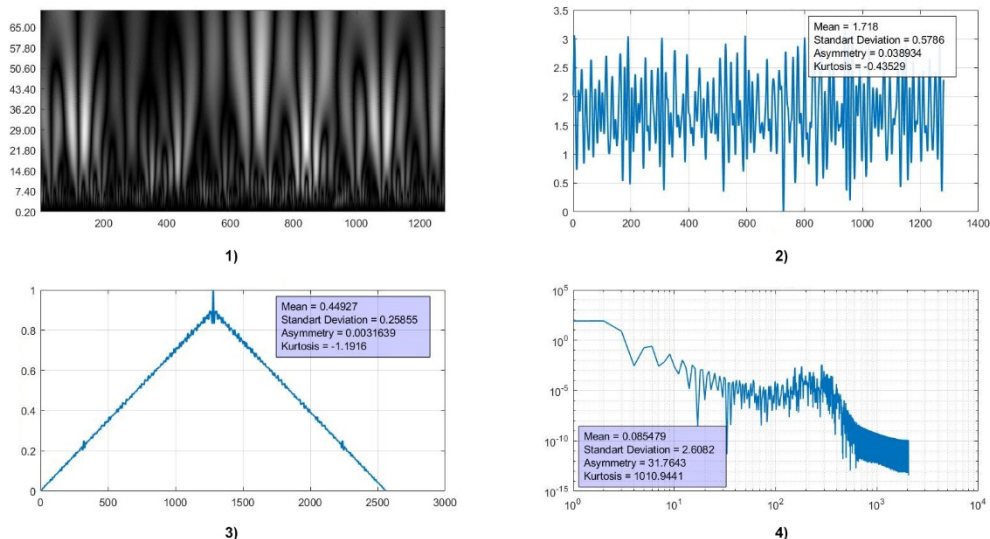 65.00
57.80
50.60
43.40
36.20
29.00
21.80
14.60
7.40
0.20
200 400 600 800 1000 1200
1)
3.5
3
2.5
2
1.5
1
0.5
0
0 200 400 600 800 1000 1200 1400
Mean = 1.718
Standart Deviation = 0.5786
Asymmetry = 0.038934
Kurtosis = -0.43529
2)
1
0.8
0.6
0.4
0.2
0
0 500 1000 1500 2000 2500 3000
Mean = 0.44927
Standart Deviation = 0.25855
Asymmetry = 0.0031639
Kurtosis = -1.1916
3)
10^5
10^0
10^-5
10^-10
10^-15
10^0 10^1 10^2 10^3 10^4
Mean = 0.085479
Standart Deviation = 2.6082
Asymmetry = 31.7643
Kurtosis = 1010.9441
4)